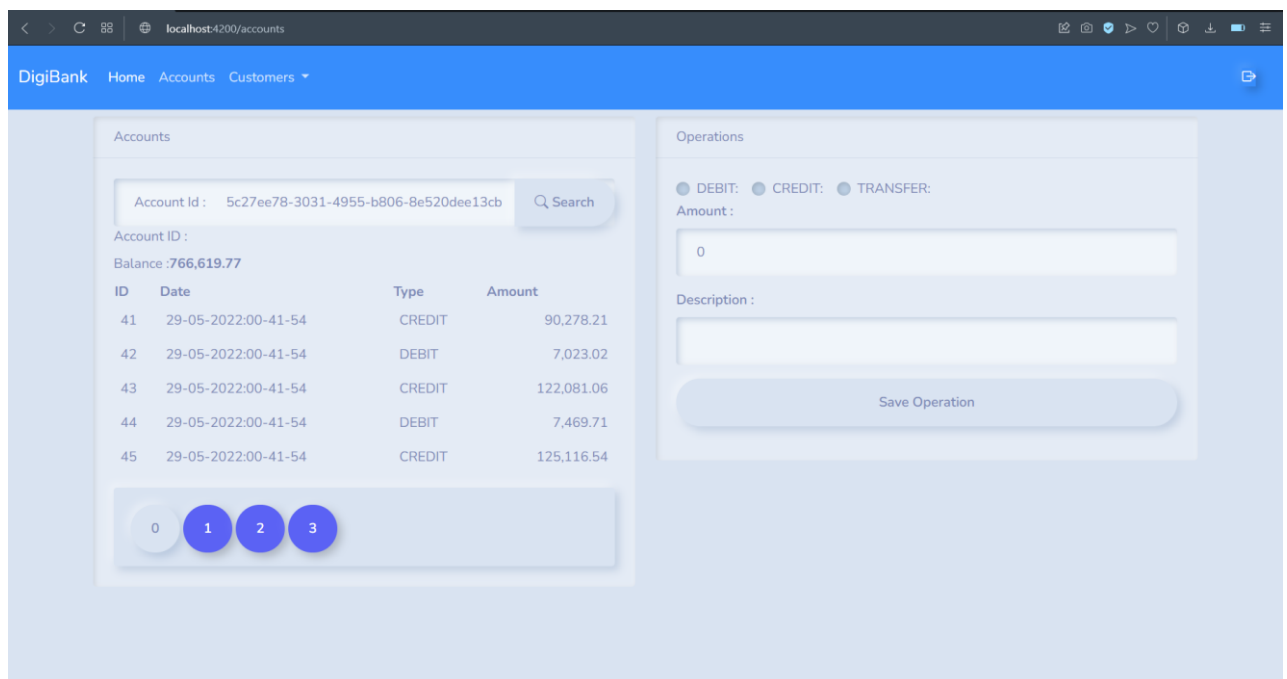 localhost:4200/accounts
DigiBank Home Accounts Customers
Accounts
Account Id : 5c27ee78-3031-4955-b806-8e520dee13cb Search
Account ID :
Balance :766,619.77
ID Date Type Amount
41 29-05-2022:00-41-54 CREDIT 90,278.21
42 29-05-2022:00-41-54 DEBIT 7,023.02
43 29-05-2022:00-41-54 CREDIT 122,081.06
44 29-05-2022:00-41-54 DEBIT 7,469.71
45 29-05-2022:00-41-54 CREDIT 125,116.54
0 1 2 3
Operations
DEBIT: CREDIT: TRANSFER:
Amount :
0
Description :
Save Operation